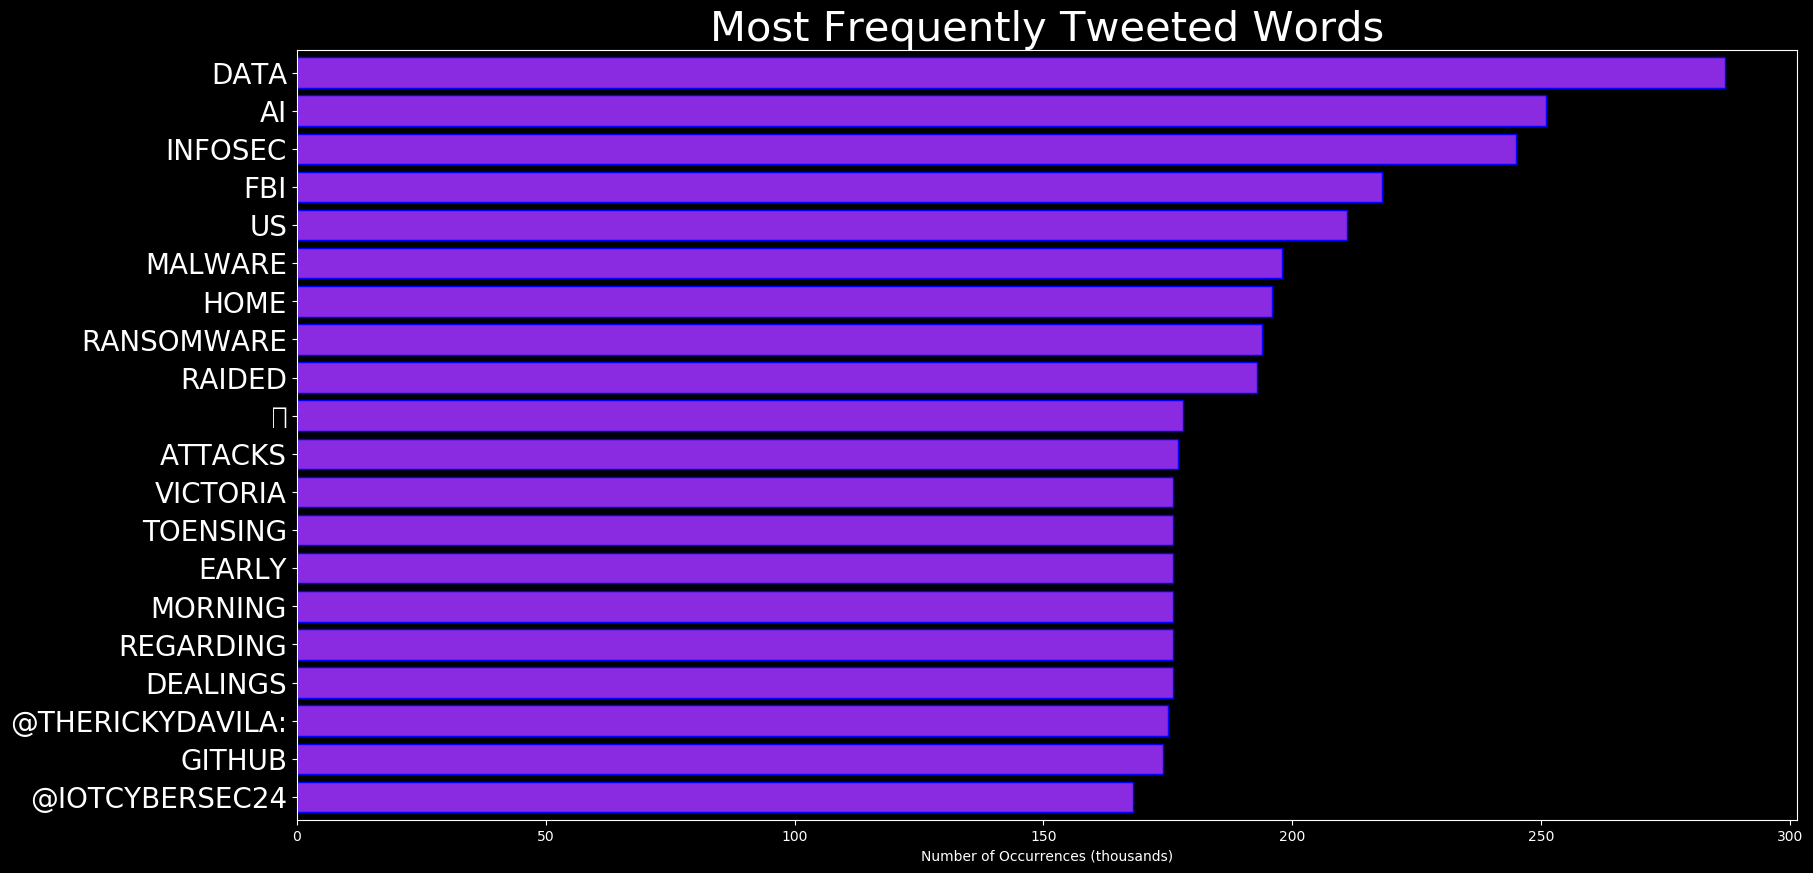 Most Frequently Tweeted Words
DATA
AI
INFOSEC
FBI
US
MALWARE
HOME
RANSOMWARE
RAIDED
ATTACKS
VICTORIA
TOENSING
EARLY
MORNING
REGARDING
DEALINGS
@THERICKYDAVILA:
GITHUB
@IOTCYBERSEC24
0 50 100 150 200 250 300
Number of Occurrences (thousands)